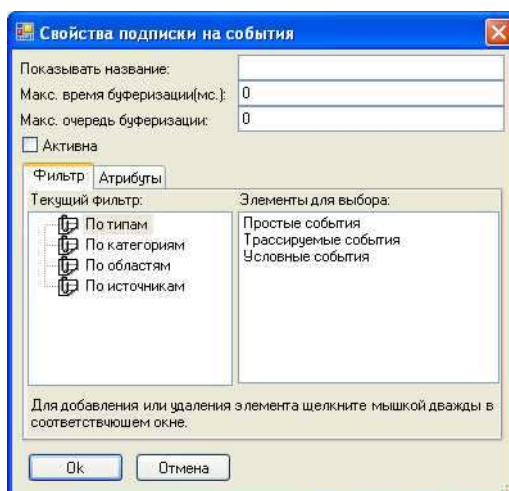 Свойства подписки на события
Показывать название:
Макс. время буферизации(мс.): 0
Макс. очередь буферизации: 0
Активна
Фильтр Атрибуты
Текущий фильтр: Элементы для выбора:
По типам
По категориям
По областям
По источникам
Простые события
Трассируемые события
Условные события
Для добавления или удаления элемента щелкните мышкой дважды в
соответствуюшем окне.
Ok Отмена